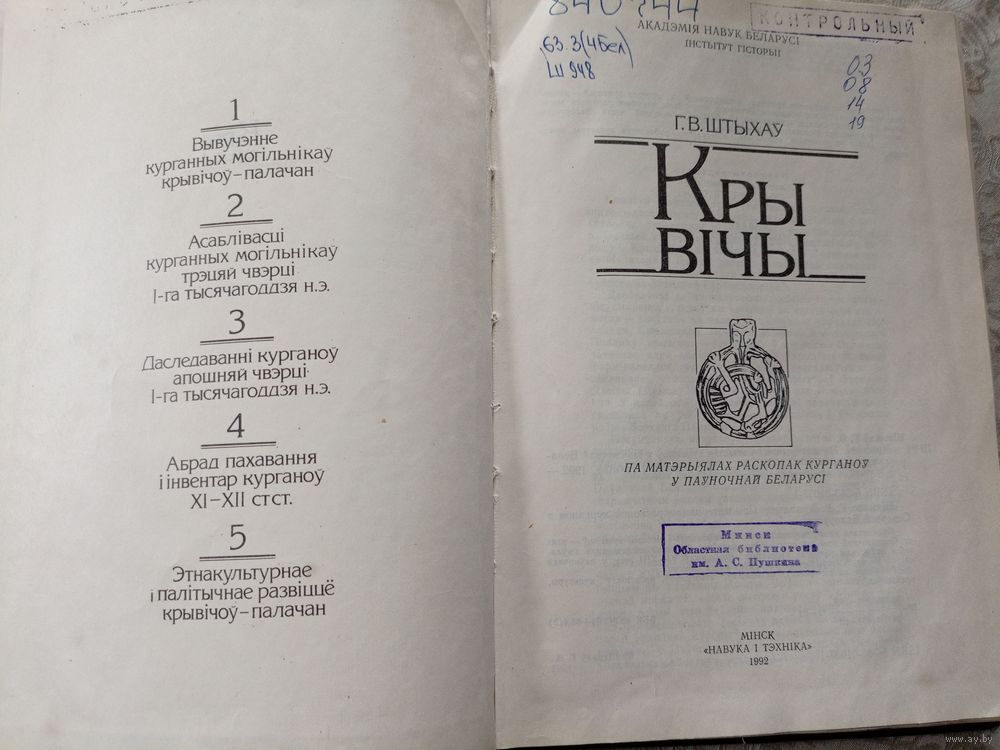 1
Вывучэнне
курганных могільнікаў
крывічоў–палачан
2
Асаблівасці
курганных могільнікаў
трэцяй чвэрці
I-га тысячагоддзя н.э.
3
Даследаванні курганоў
апошняй чвэрці
I-га тысячагоддзя н.э.
4
Абрад пахавання
і інвентар курганоў
XI–XII стст.
5
Этнакультурнае
і палітычнае развіццё
крывічоў–палачан
КОНТРОЛЬНЫЙ
АКАДЭМІЯ НАВУК БЕЛАРУСІ
ІНСТЫТУТ ГІСТОРЫІ
63.3(4Бел)
Ш 948
03
08
14
19
Г.В.ШТЫХАЎ
КРЫ
ВІЧЫ
ПА МАТЭРЫЯЛАХ РАСКОПАК КУРГАНОЎ
У ПАЎНОЧНАЙ БЕЛАРУСІ
Минск
Областная библиотека
им. А. С. Пушкина
МІНСК
«НАВУКА І ТЭХНІКА»
1992
www.ay.by